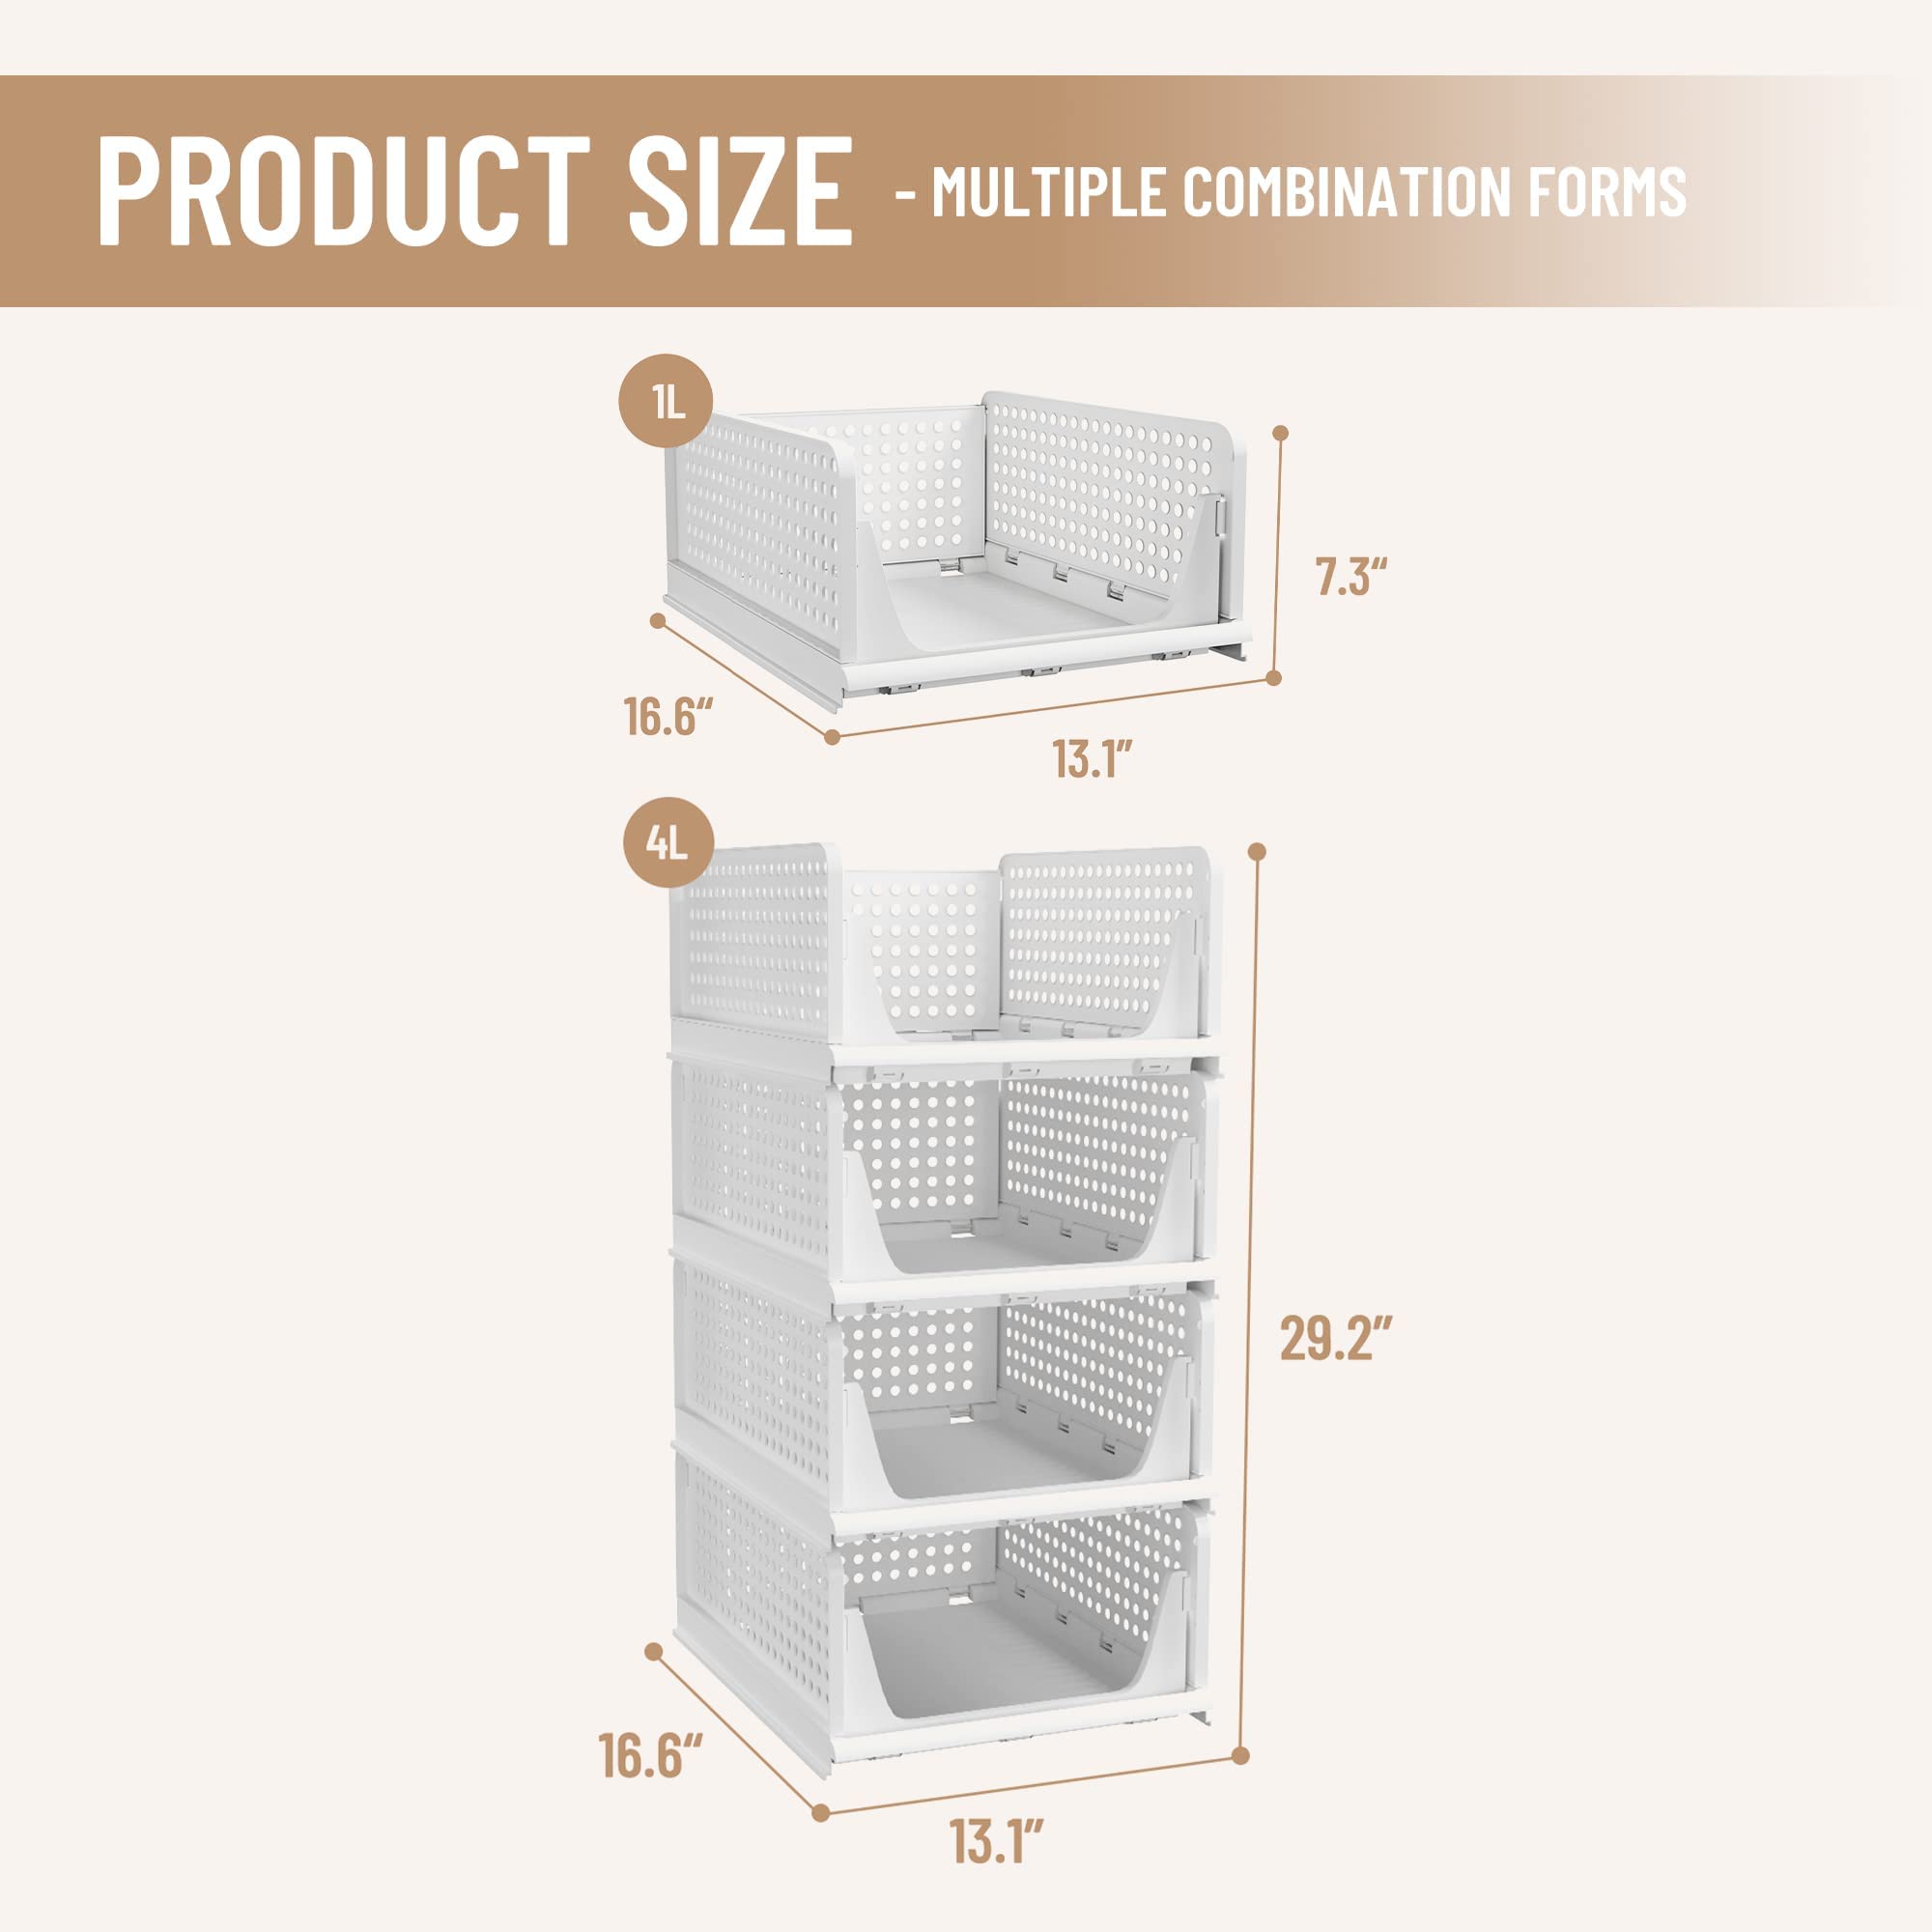 PRODUCT SIZE - MULTIPLE COMBINATION FORMS
1L
7.3“
16.6“
13.1”
4L
29.2”
16.6“
13.1”